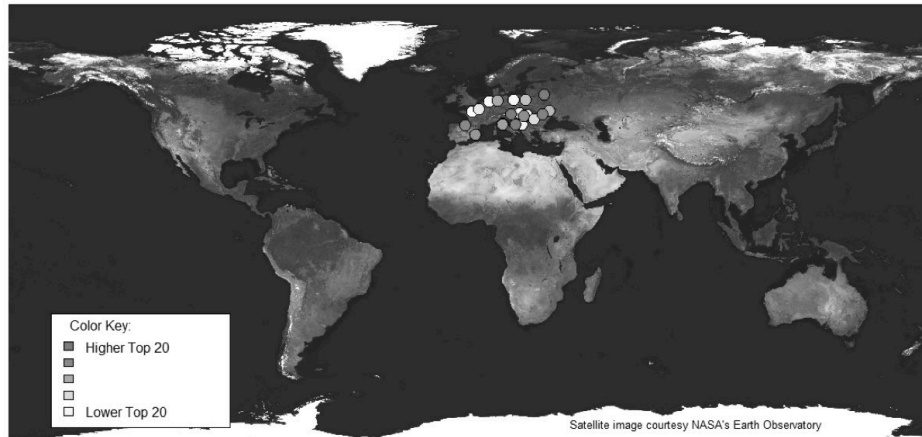 Color Key:
Higher Top 20
Lower Top 20
Satellite image courtesy NASA's Earth Observatory